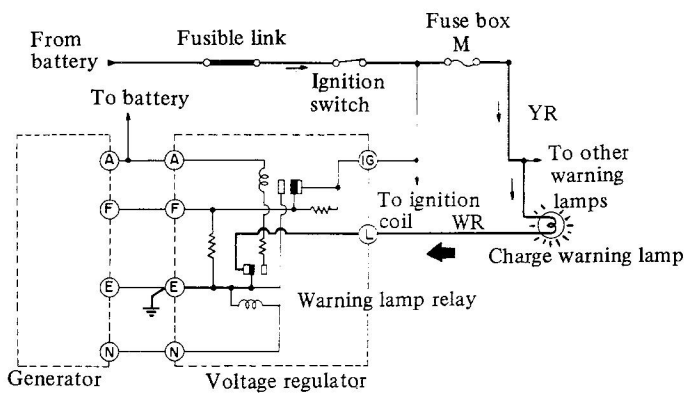 Fuse box
M
From
battery
Fusible link
Ignition
switch
To battery
YR
To other
warning
lamps
A
A
IG
F
F
To ignition
coil
WR
L
Charge warning lamp
E
E
Warning lamp relay
N
N
Generator
Voltage regulator